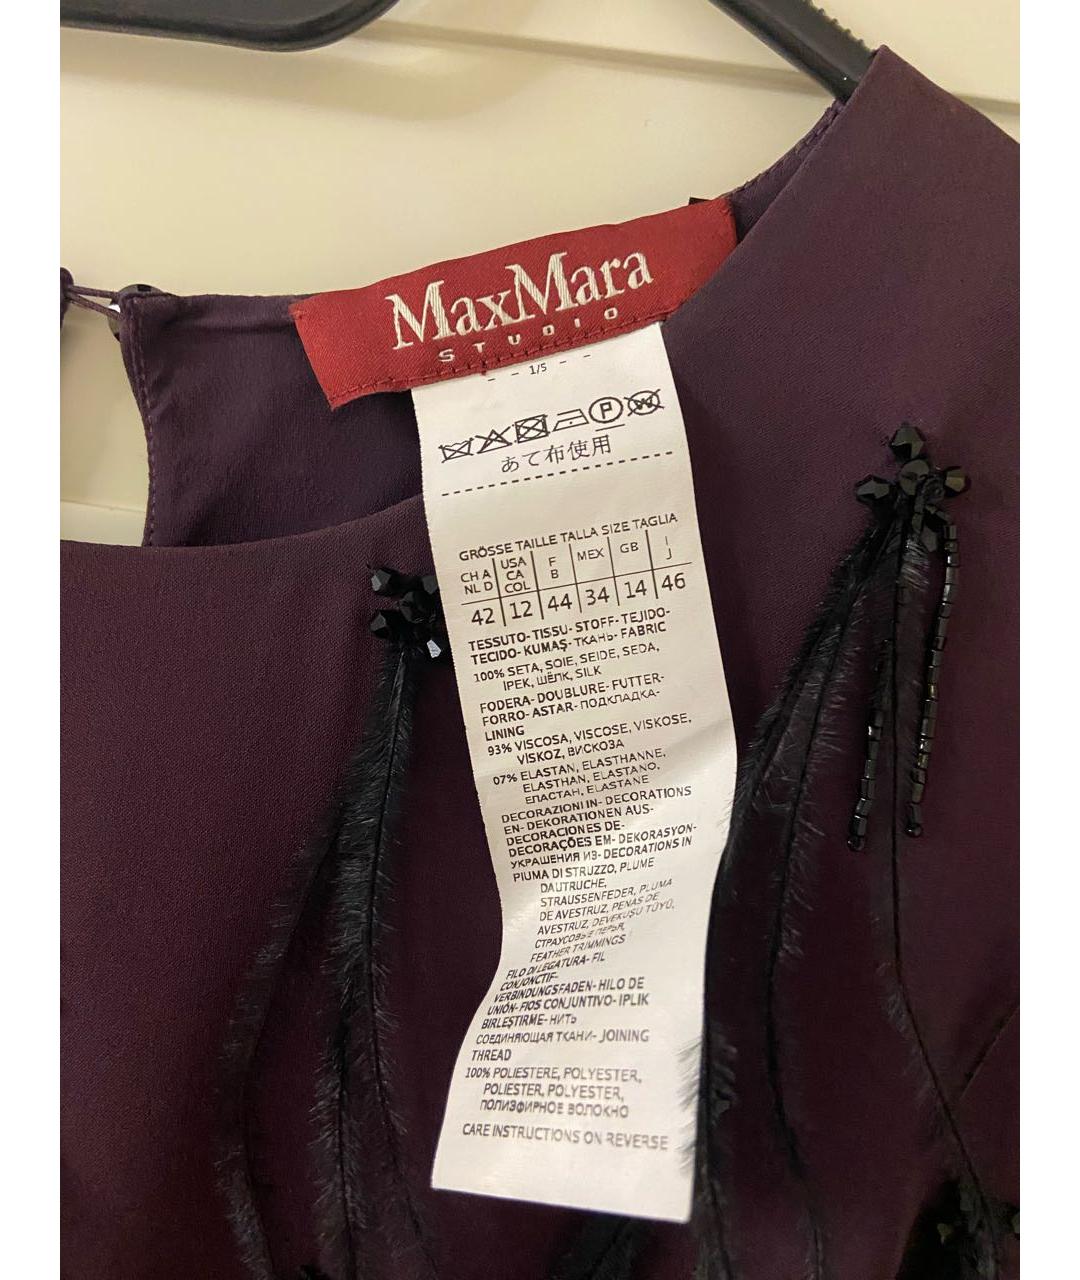 MaxMara
STUDIO
- - 1/5 - -
あて布使用
GRÖSSE TAILLE TALLA SIZE TAGLIA
CH A NL D USA CA COL F B MEX GB I J
42 12 44 34 14 46
TESSUTO-TISSU-STOFF-TEJIDO-
TECIDO-KUMAŞ-ТКАНЬ-FABRIC
100% SETA, SOIE, SEIDE, SEDA,
IPEK, ШЁЛК, SILK
FODERA-DOUBLURE-FUTTER-
FORRO-ASTAR-ПОДКЛАДКА-
LINING
93% VISCOSA, VISCOSE, VISKOSE,
VİSKOZ, ВИСКОЗА
07% ELASTAN, ELASTHANNE,
ELASTHAN, ELASTANO,
ЕПАСТАН, ELASTANE
DECORAZIONI IN-DECORATIONS
EN-DEKORATIONEN AUS-
DECORACIONES DE-
DECORAÇÕES EM-DEKORASYON-
УКРАШЕНИЯ ИЗ-DECORATIONS IN
PIUMA DI STRUZZO, PLUME
DAUTRUCHE,
STRAUSSENFEDER, PLUMA
DE AVESTRUZ, PENAS DE
AVESTRUZ, DEVEKUŞU TÜYÜ,
СТРАУСОВЫЕ ПЕРЬЯ,
FEATHER TRIMMINGS
FILO DI LEGATURA-FIL
CONJONCTIF-
VERBINDUNGSFADEN-HILO DE
UNIÓN-FIOS CONJUNTIVO-IPLIK
BIRLEŞTIRME-НИТЬ
СОЕДИНЯЮЩАЯ ТКАНИ-JOINING
THREAD
100% POLIESTERE, POLYESTER,
POLIESTER, POLYESTER,
ПОЛИЭФИРНОЕ ВОЛОКНО
CARE INSTRUCTIONS ON REVERSE